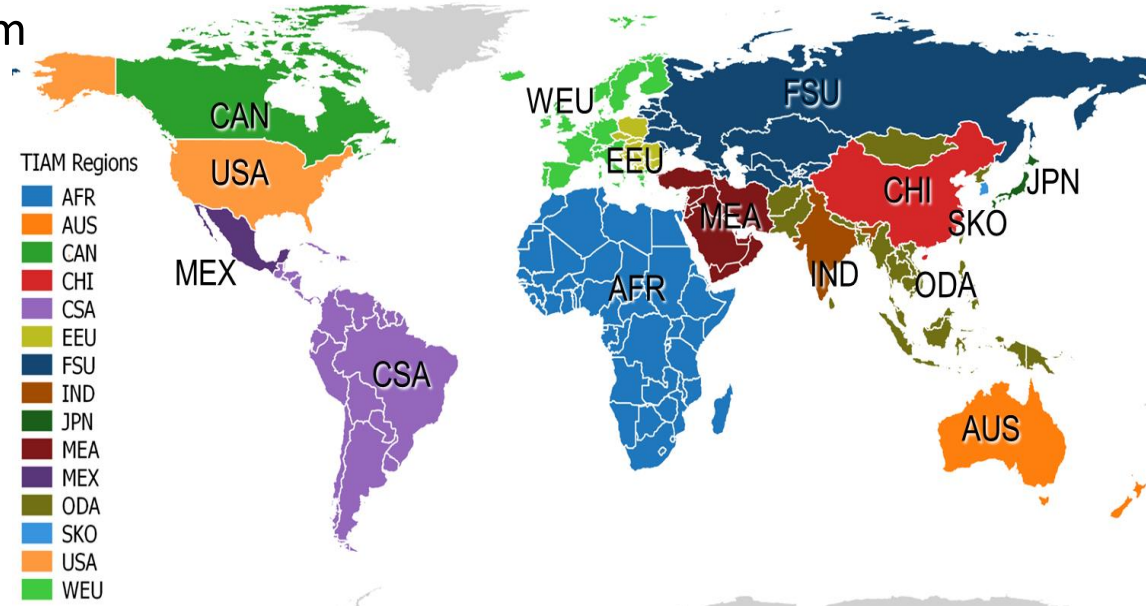 m
CAN
USA
MEX
CSA
WEU
EEU
FSU
MEA
AFR
IND
CHI
SKO
JPN
ODA
AUS
TIAM Regions
AFR
AUS
CAN
CHI
CSA
EEU
FSU
IND
JPN
MEA
MEX
ODA
SKO
USA
WEU